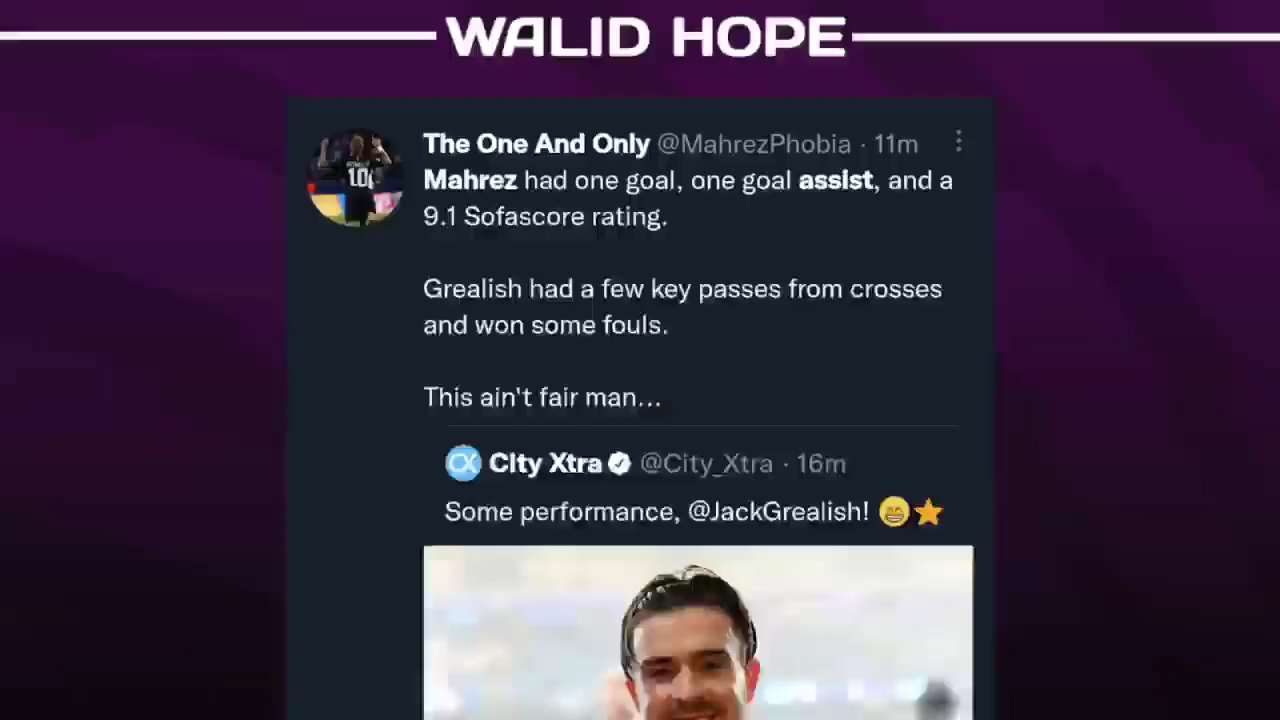 WALID HOPE
The One And Only @MahrezPhobia · 11m
Mahrez had one goal, one goal assist, and a
9.1 Sofascore rating.
Grealish had a few key passes from crosses
and won some fouls.
This ain't fair man...
CX City Xtra @City_Xtra · 16m
Some performance, @JackGrealish! 😁⭐